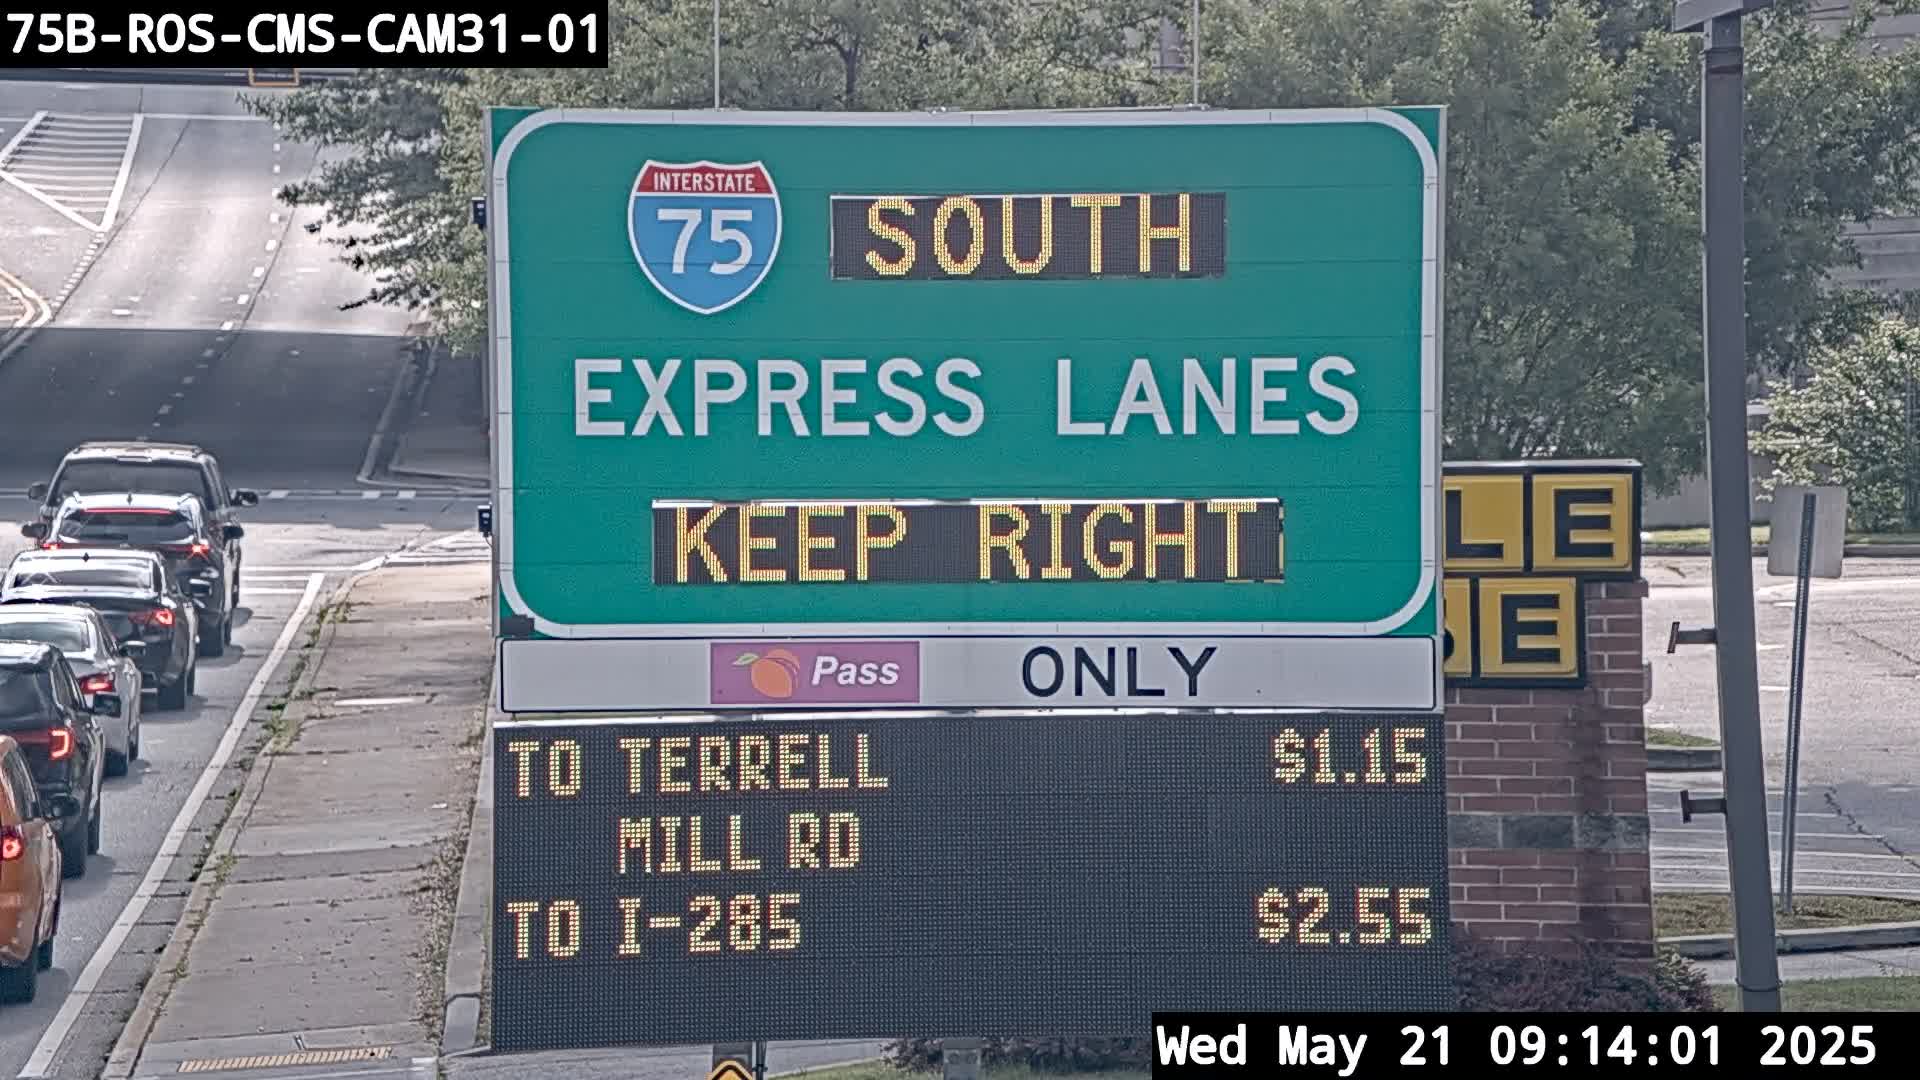 75B-ROS-CMS-CAM31-01
INTERSTATE
75
SOUTH
EXPRESS LANES
KEEP RIGHT
LE
E
Pass ONLY
TO TERRELL $1.15
MILL RD
TO I-285 $2.55
Wed May 21 09:14:01 2025